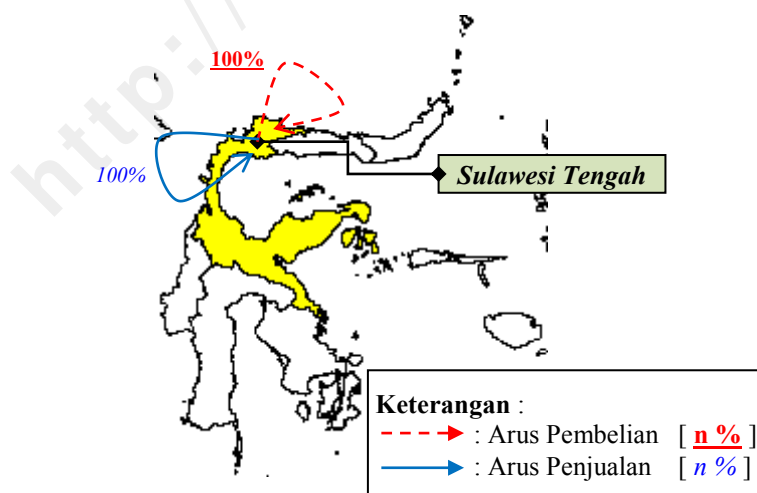 http://
100%
100%
Sulawesi Tengah
Keterangan :
: Arus Pembelian [ n % ]
: Arus Penjualan [ n % ]